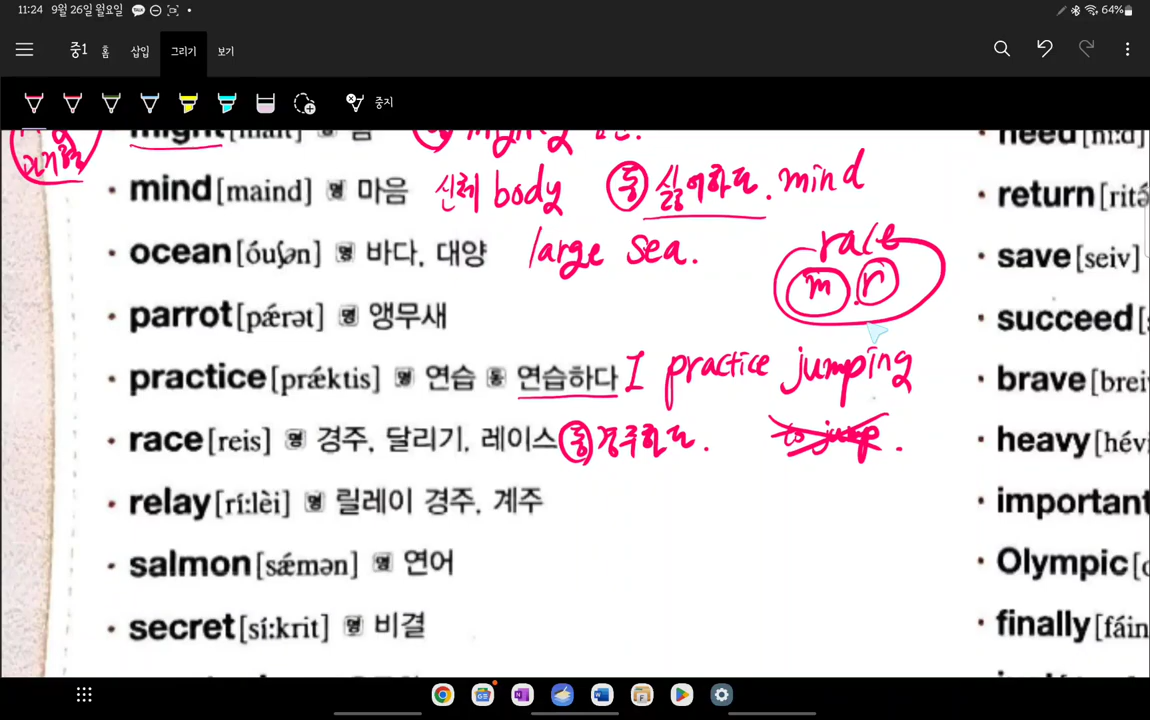 11:24 9월 26일 월요일 64%
중1 홈 삽입 그리기 보기
중지
might[mait] 명 힘
need[ni:d]
mind[maind] 명 마음 신체 body 동 싫어하다. mind
return
ocean[óuʃən] 명 바다, 대양 large sea. race
save[seiv]
m. r
parrot[pǽrət] 명 앵무새
succeed
practice[prǽktis] 명 연습 동 연습하다 I practice jumping
brave[brei
race[reis] 명 경주, 달리기, 레이스 동 경주하다. to jump.
heavy[hévi
relay[rí:lèi] 명 릴레이 경주, 계주
important
salmon[sǽmən] 명 연어
Olympic
secret[sí:krit] 명 비결
finally[fáin